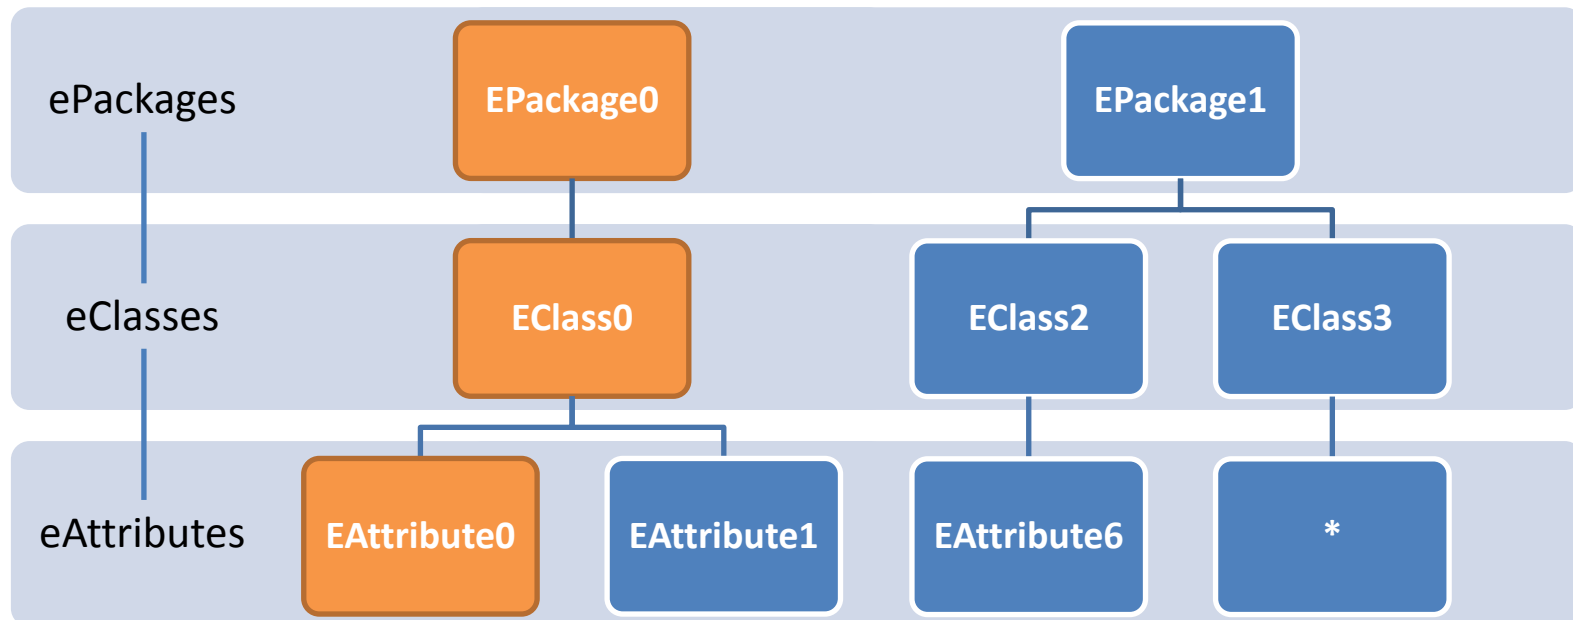 ePackages
EPackage0
EPackage1
eClasses
EClass0
EClass2
EClass3
eAttributes
EAttribute0
EAttribute1
EAttribute6
*